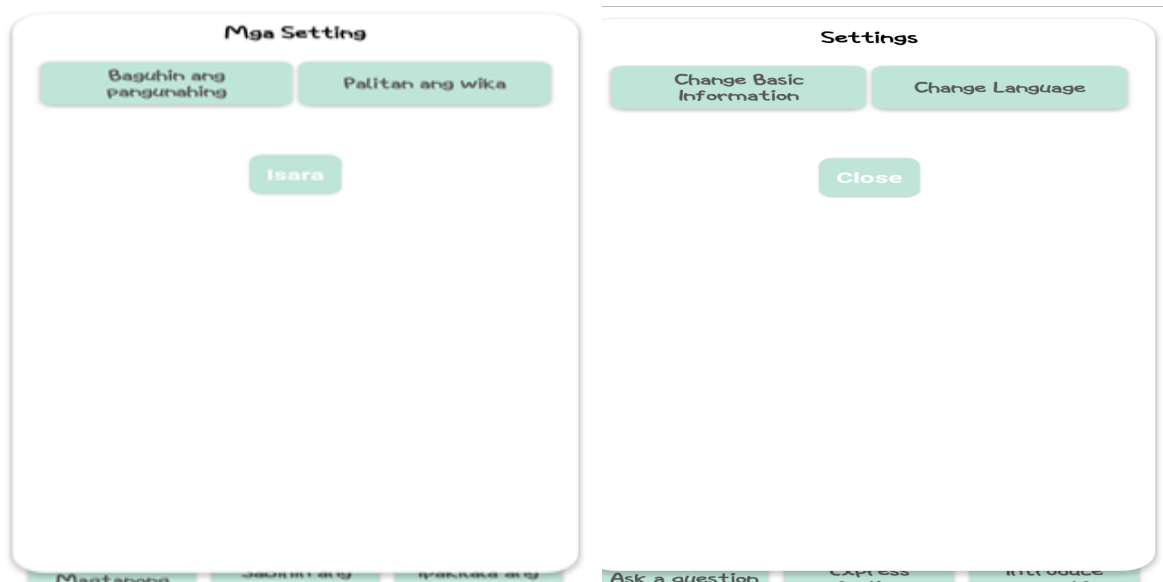 Mga Setting
Baguhin ang
pangunahing
Palitan ang wika
Isara
Settings
Change Basic
Information
Change Language
Close
Ask a question